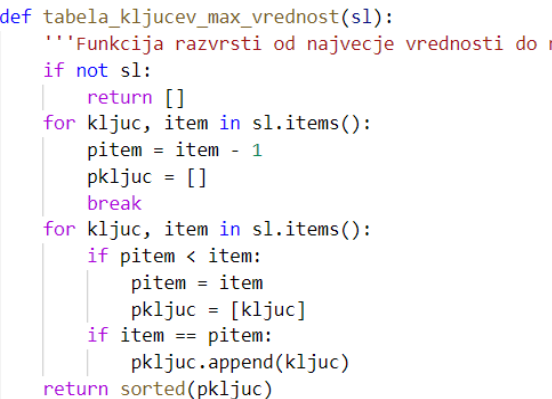 def tabela_kljucev_max_vrednost(sl):
    '''Funkcija razvrsti od najvecje vrednosti do
    if not sl:
        return []
    for kljuc, item in sl.items():
        pitem = item - 1
        pkljuc = []
        break
    for kljuc, item in sl.items():
        if pitem < item:
            pitem = item
            pkljuc = [kljuc]
        if item == pitem:
            pkljuc.append(kljuc)
    return sorted(pkljuc)